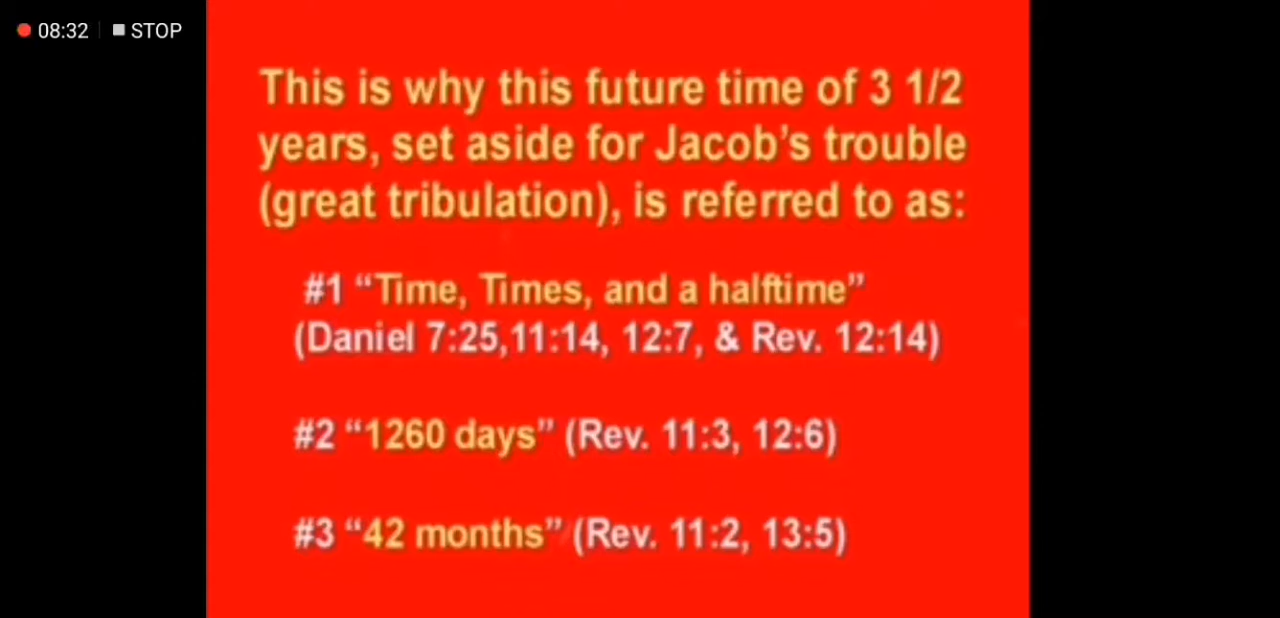 08:32 STOP
This is why this future time of 3 1/2
years, set aside for Jacob's trouble
(great tribulation), is referred to as:
#1 “Time, Times, and a halftime”
(Daniel 7:25,11:14, 12:7, & Rev. 12:14)
#2 “1260 days” (Rev. 11:3, 12:6)
#3 “42 months” (Rev. 11:2, 13:5)